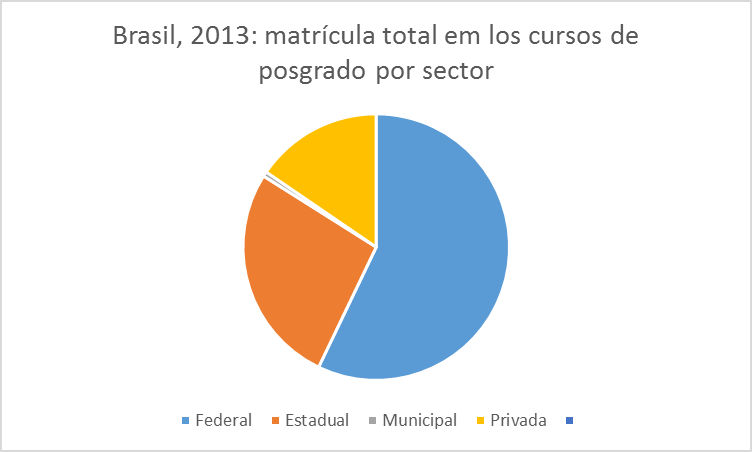 Brasil, 2013: matrícula total em los cursos de
posgrado por sector
Federal Estadual Municipal Privada